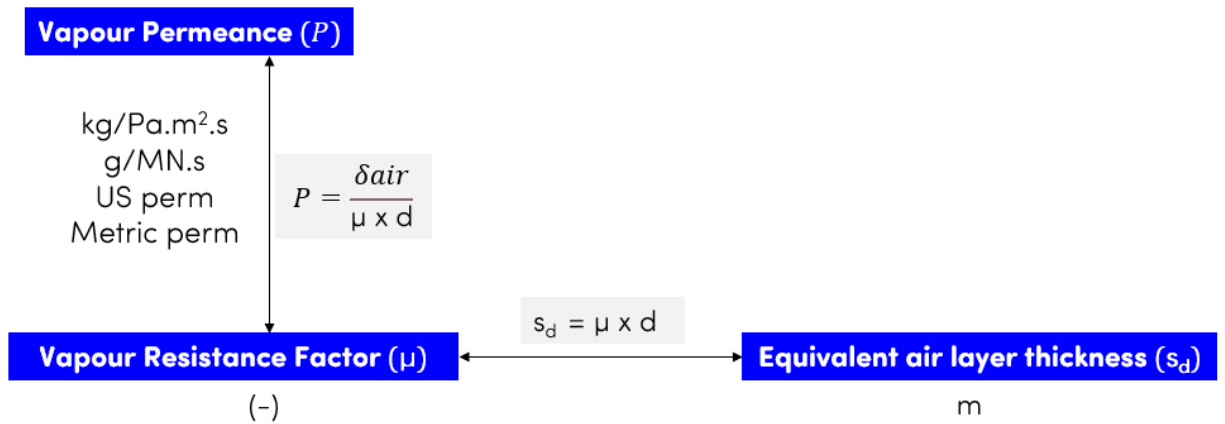 Vapour Permeance (P)
kg/Pa.m².s
g/MN.s
US perm
Metric perm
P = δair / µ x d
s_d = µ x d
Vapour Resistance Factor (µ)
Equivalent air layer thickness (s_d)
(-)
m